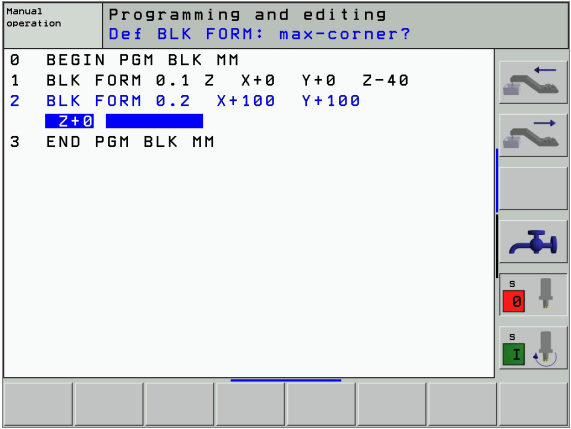 Manual
operation
Programming and editing
Def BLK FORM: max-corner?
0 BEGIN PGM BLK MM
1 BLK FORM 0.1 Z X+0 Y+0 Z-40
2 BLK FORM 0.2 X+100 Y+100
Z+0
3 END PGM BLK MM
S
0
S
I